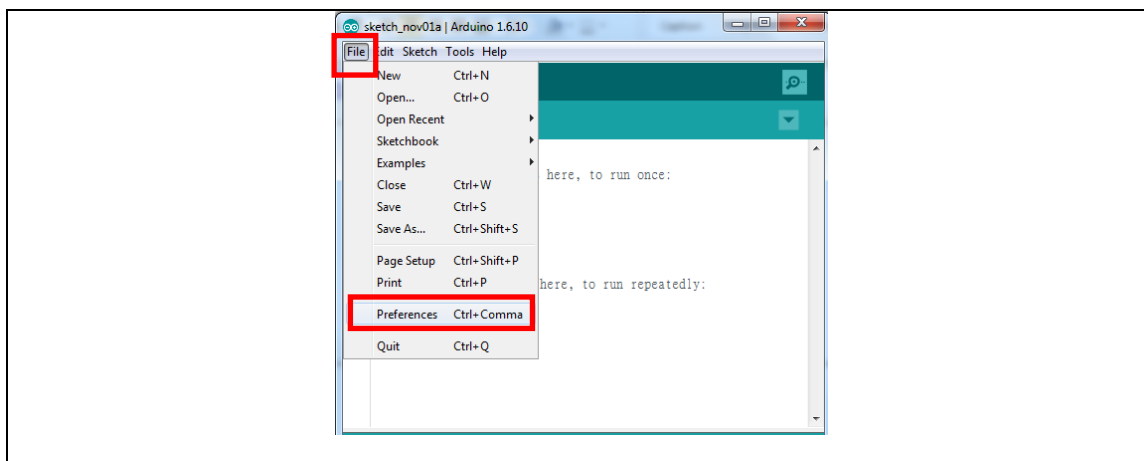 sketch_nov01a | Arduino 1.6.10
File Edit Sketch Tools Help
New Ctrl+N
Open... Ctrl+O
Open Recent
Sketchbook
Examples
here, to run once:
Close Ctrl+W
Save Ctrl+S
Save As... Ctrl+Shift+S
Page Setup Ctrl+Shift+P
Print Ctrl+P
here, to run repeatedly:
Preferences Ctrl+Comma
Quit Ctrl+Q